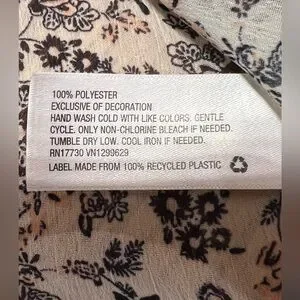 100% POLYESTER
EXCLUSIVE OF DECORATION
HAND WASH COLD WITH LIKE COLORS. GENTLE
CYCLE. ONLY NON-CHLORINE BLEACH IF NEEDED.
TUMBLE DRY LOW. COOL IRON IF NEEDED.
RN17730 VN1299629
LABEL MADE FROM 100% RECYCLED PLASTIC